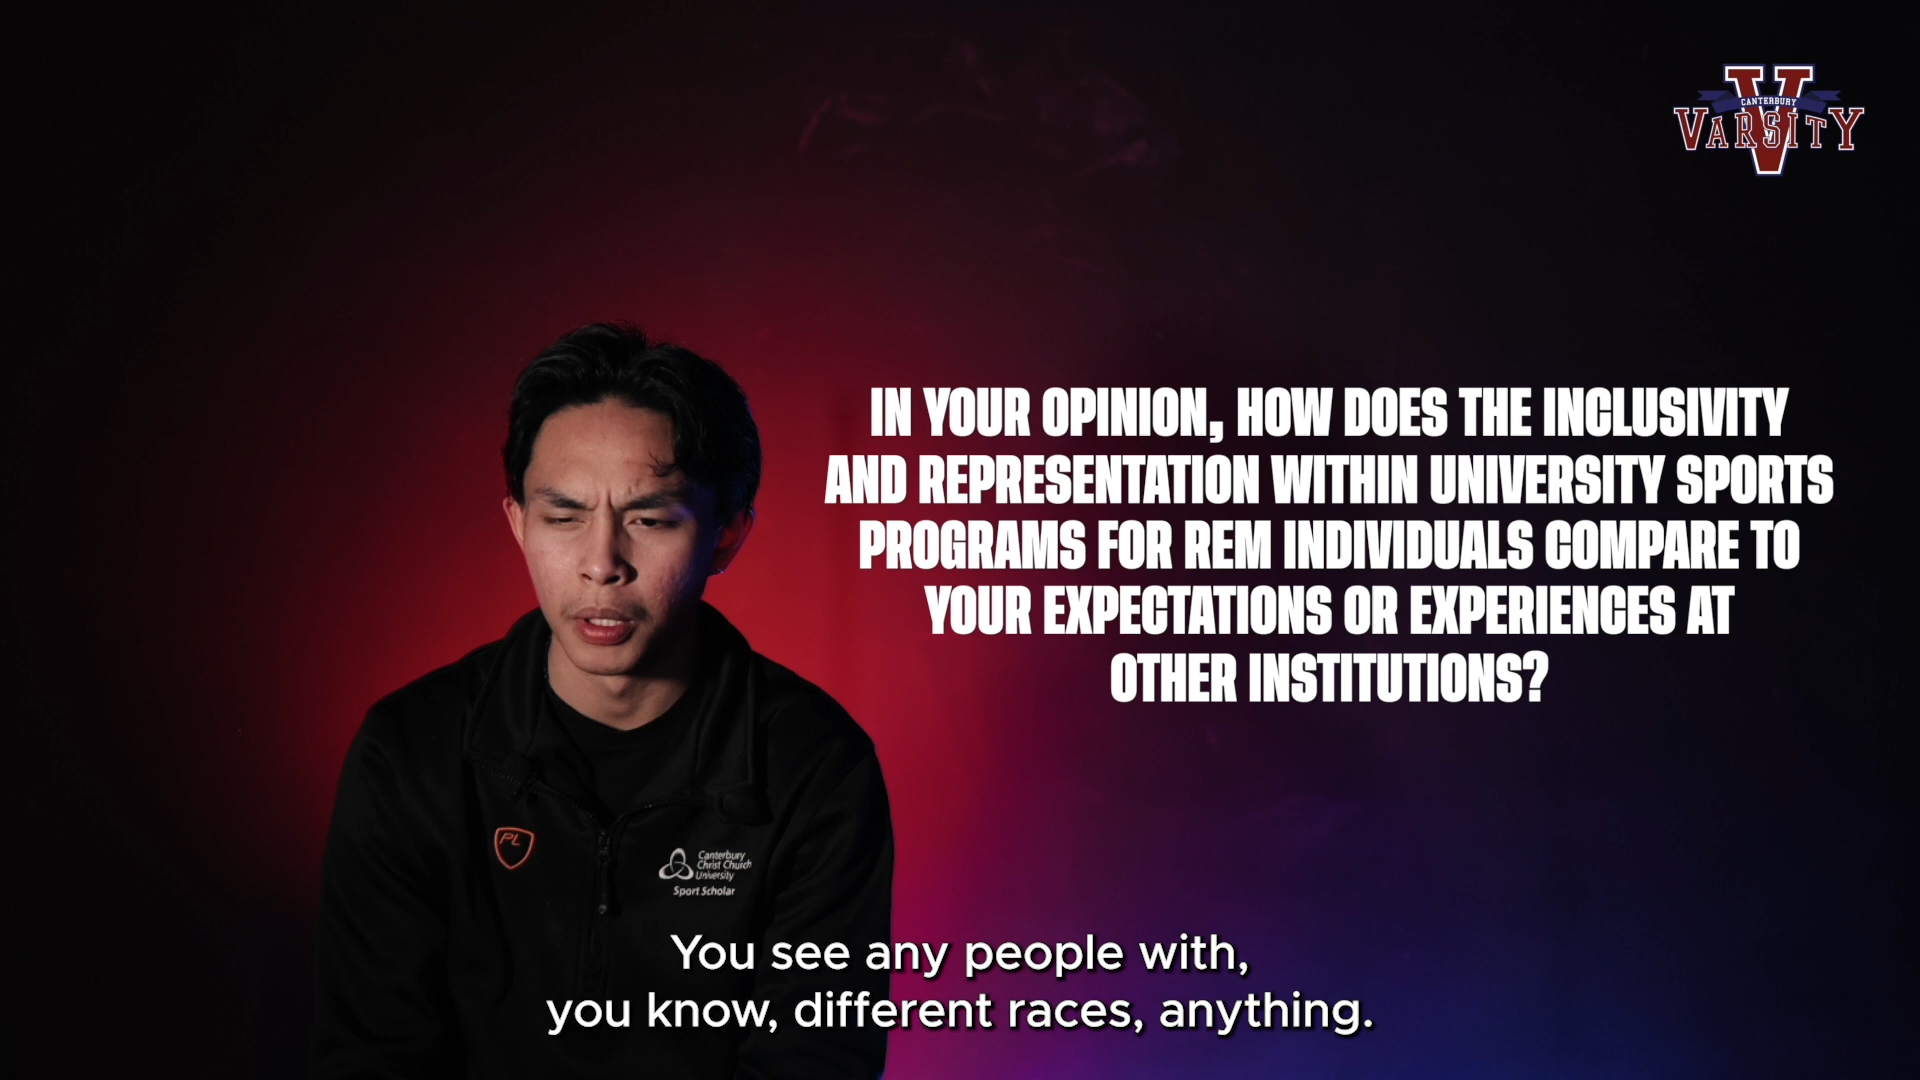 CANTERBURY
VARSITY
IN YOUR OPINION, HOW DOES THE INCLUSIVITY
AND REPRESENTATION WITHIN UNIVERSITY SPORTS
PROGRAMS FOR REM INDIVIDUALS COMPARE TO
YOUR EXPECTATIONS OR EXPERIENCES AT
OTHER INSTITUTIONS?
PL
Canterbury
Christ Church
University
Sport Scholar
You see any people with,
you know, different races, anything.